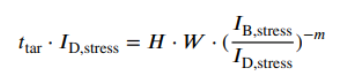 t_tar · I_D,stress = H · W · (I_B,stress / I_D,stress)^−m